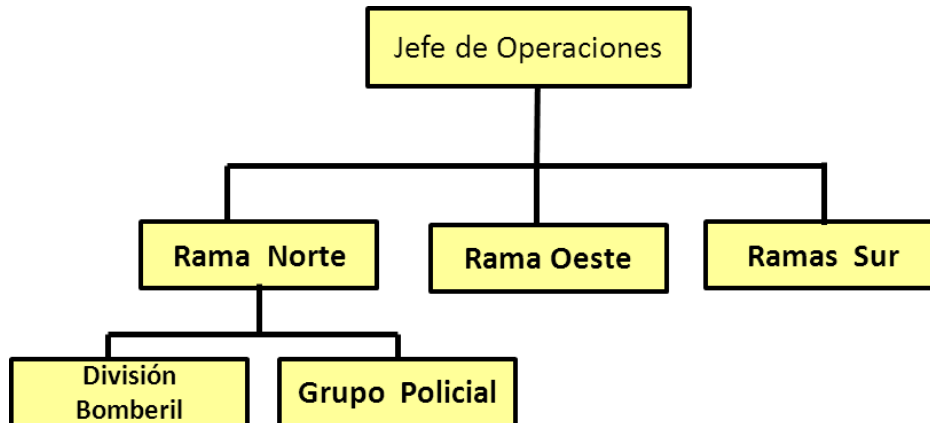 Jefe de Operaciones
Rama Norte
Rama Oeste
Ramas Sur
División
Bomberil
Grupo Policial